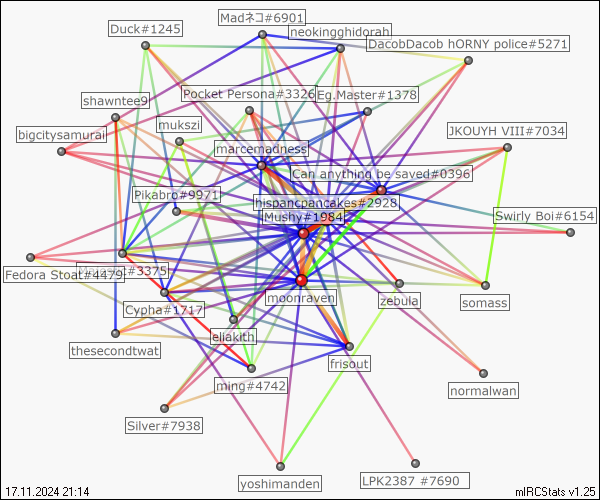 Madネコ#6901
Duck#1245
neokingghidorah
DacobDacob hORNY police#5271
Pocket Persona#3326
Eg.Master#1378
shawntee9
mukszi
JKOUYH VIII#7034
bigcitysamurai
marcemadness
Can anything be saved#0396
Pikabro#9971
hispancpancakes#2928
Mushy#1984
Swirly Boi#6154
Fedora Stoat#4479
#3375
moonraven
zebula
somass
Cypha#1717
eliakith
thesecondtwat
frisout
ming#4742
normalwan
Silver#7938
yoshimanden
LPK2387 #7690
17.11.2024 21:14
mIRCStats v1.25